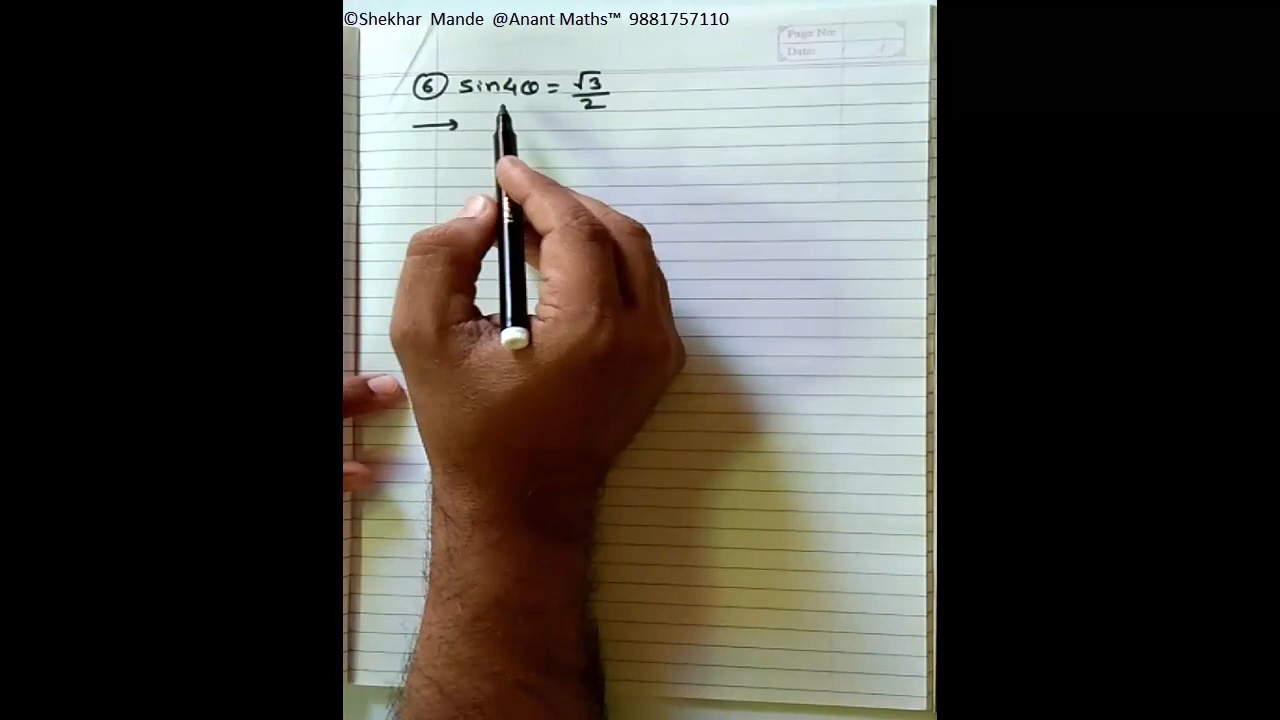 ©Shekhar Mande @Anant Maths™ 9881757110
Page No:
Date: / /
⑥ sin4θ = √3/2
→